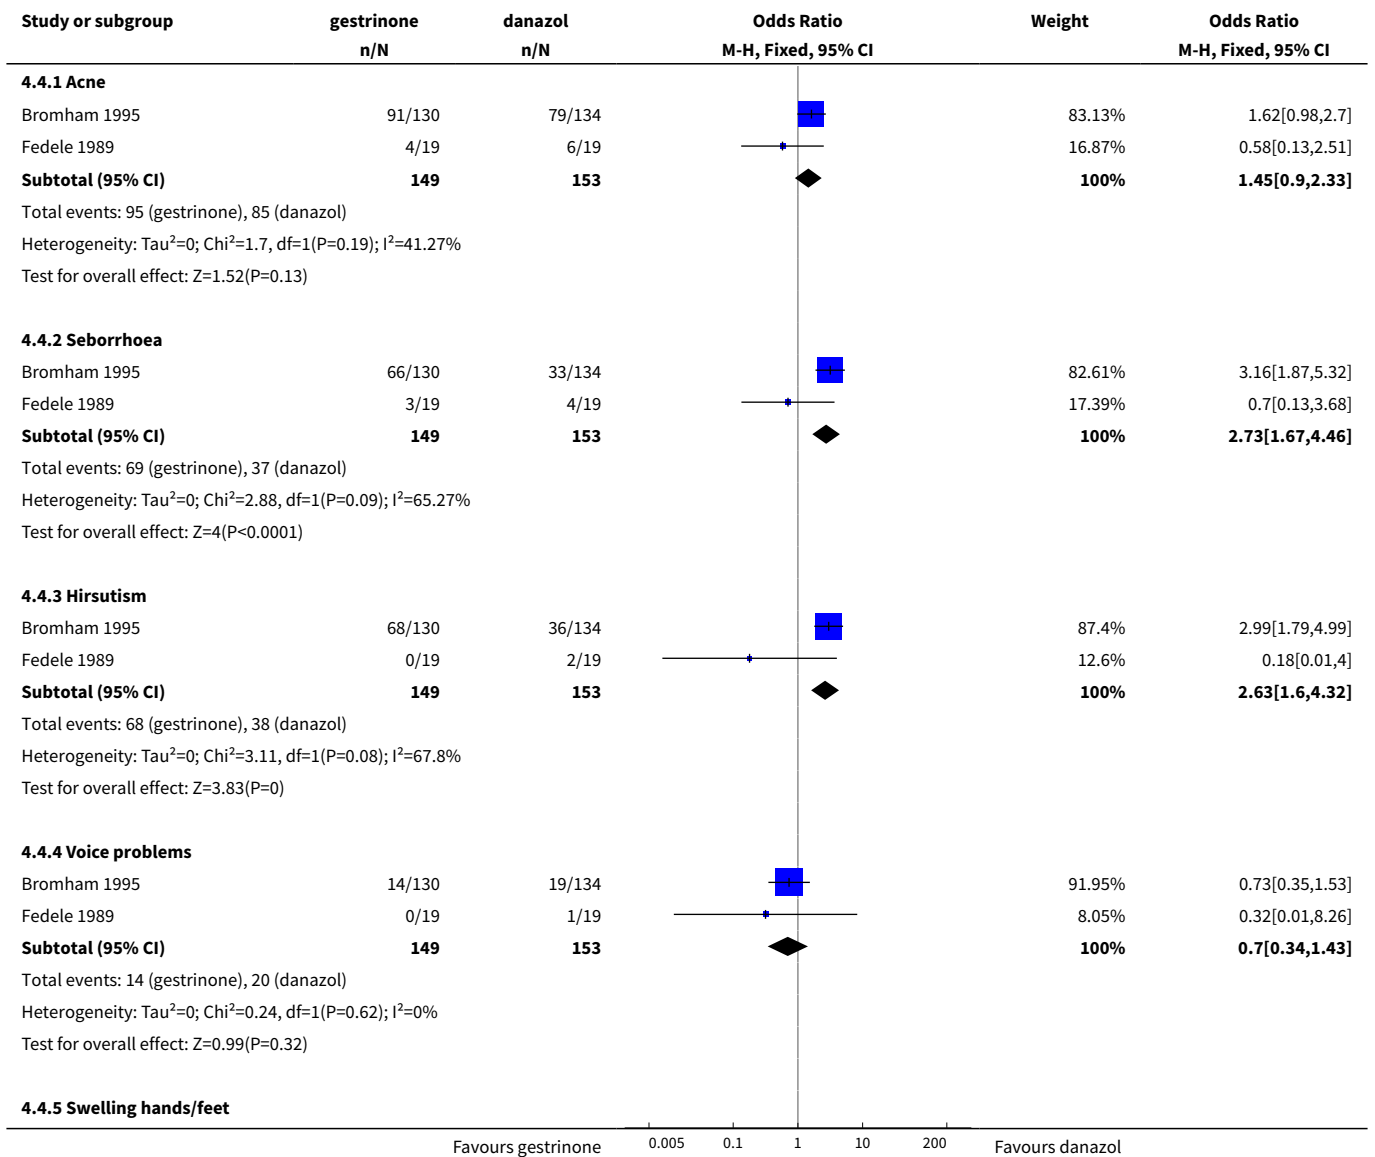 Study or subgroup gestrinone danazol Odds Ratio Weight Odds Ratio
n/N n/N M-H, Fixed, 95% CI M-H, Fixed, 95% CI
4.4.1 Acne
Bromham 1995 91/130 79/134 83.13% 1.62[0.98,2.7]
Fedele 1989 4/19 6/19 16.87% 0.58[0.13,2.51]
Subtotal (95% CI) 149 153 100% 1.45[0.9,2.33]
Total events: 95 (gestrinone), 85 (danazol)
Heterogeneity: Tau²=0; Chi²=1.7, df=1(P=0.19); I²=41.27%
Test for overall effect: Z=1.52(P=0.13)
4.4.2 Seborrhoea
Bromham 1995 66/130 33/134 82.61% 3.16[1.87,5.32]
Fedele 1989 3/19 4/19 17.39% 0.7[0.13,3.68]
Subtotal (95% CI) 149 153 100% 2.73[1.67,4.46]
Total events: 69 (gestrinone), 37 (danazol)
Heterogeneity: Tau²=0; Chi²=2.88, df=1(P=0.09); I²=65.27%
Test for overall effect: Z=4(P<0.0001)
4.4.3 Hirsutism
Bromham 1995 68/130 36/134 87.4% 2.99[1.79,4.99]
Fedele 1989 0/19 2/19 12.6% 0.18[0.01,4]
Subtotal (95% CI) 149 153 100% 2.63[1.6,4.32]
Total events: 68 (gestrinone), 38 (danazol)
Heterogeneity: Tau²=0; Chi²=3.11, df=1(P=0.08); I²=67.8%
Test for overall effect: Z=3.83(P=0)
4.4.4 Voice problems
Bromham 1995 14/130 19/134 91.95% 0.73[0.35,1.53]
Fedele 1989 0/19 1/19 8.05% 0.32[0.01,8.26]
Subtotal (95% CI) 149 153 100% 0.7[0.34,1.43]
Total events: 14 (gestrinone), 20 (danazol)
Heterogeneity: Tau²=0; Chi²=0.24, df=1(P=0.62); I²=0%
Test for overall effect: Z=0.99(P=0.32)
4.4.5 Swelling hands/feet
Favours gestrinone 0.005 0.1 1 10 200 Favours danazol